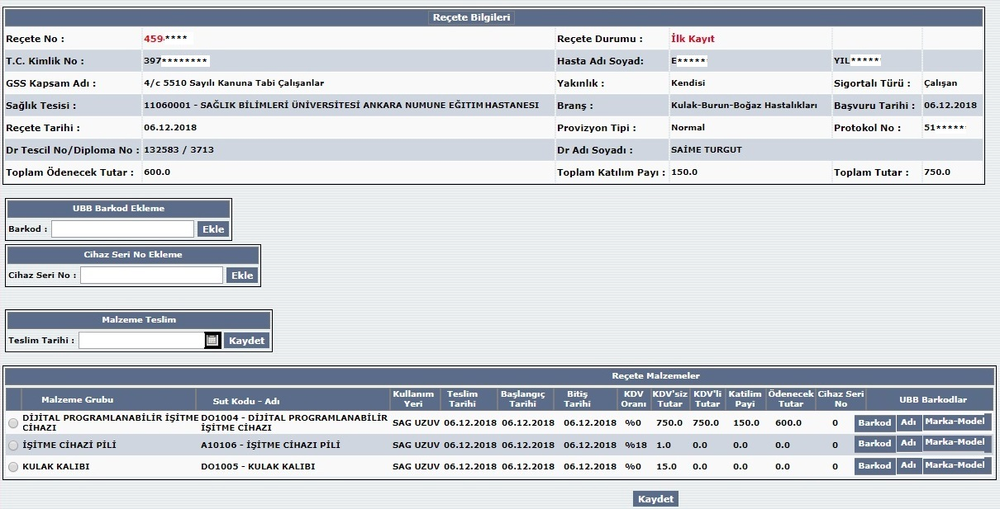 Reçete Bilgileri
Reçete No : 459**** Reçete Durumu : İlk Kayıt
T.C. Kimlik No : 397******** Hasta Adı Soyad: E***** YIL*****
GSS Kapsam Adı : 4/c 5510 Sayılı Kanuna Tabi Çalışanlar Yakınlık : Kendisi Sigortalı Türü : Çalışan
Sağlık Tesisi : 11060001 - SAĞLIK BİLİMLERİ ÜNİVERSİTESİ ANKARA NUMUNE EĞITIM HASTANESI Branş : Kulak-Burun-Boğaz Hastalıkları Başvuru Tarihi : 06.12.2018
Reçete Tarihi : 06.12.2018 Provizyon Tipi : Normal Protokol No : 51*****
Dr Tescil No/Diploma No : 132583 / 3713 Dr Adı Soyadı : SAİME TURGUT
Toplam Ödenecek Tutar : 600.0 Toplam Katılım Payı : 150.0 Toplam Tutar : 750.0
UBB Barkod Ekleme
Barkod : Ekle
Cihaz Seri No Ekleme
Cihaz Seri No : Ekle
Malzeme Teslim
Teslim Tarihi : Kaydet
Reçete Malzemeler
Malzeme Grubu Sut Kodu - Adı Kullanım Yeri Teslim Tarihi Başlangıç Tarihi Bitiş Tarihi KDV Oranı KDV'siz Tutar KDV'li Tutar Katilim Payi Ödenecek Tutar Cihaz Seri No UBB Barkodlar
DİJİTAL PROGRAMLANABİLİR İŞİTME CİHAZI DO1004 - DİJİTAL PROGRAMLANABİLİR İŞİTME CİHAZI SAG UZUV 06.12.2018 06.12.2018 06.12.2018 %0 750.0 750.0 150.0 600.0 0 Barkod Adı Marka-Model
İŞİTME CİHAZİ PİLİ A10106 - İŞİTME CİHAZI PİLİ SAG UZUV 06.12.2018 06.12.2018 06.12.2018 %18 1.0 0.0 0.0 0.0 0 Barkod Adı Marka-Model
KULAK KALIBI DO1005 - KULAK KALIBI SAG UZUV 06.12.2018 06.12.2018 06.12.2018 %0 15.0 0.0 0.0 0.0 0 Barkod Adı Marka-Model
Kaydet